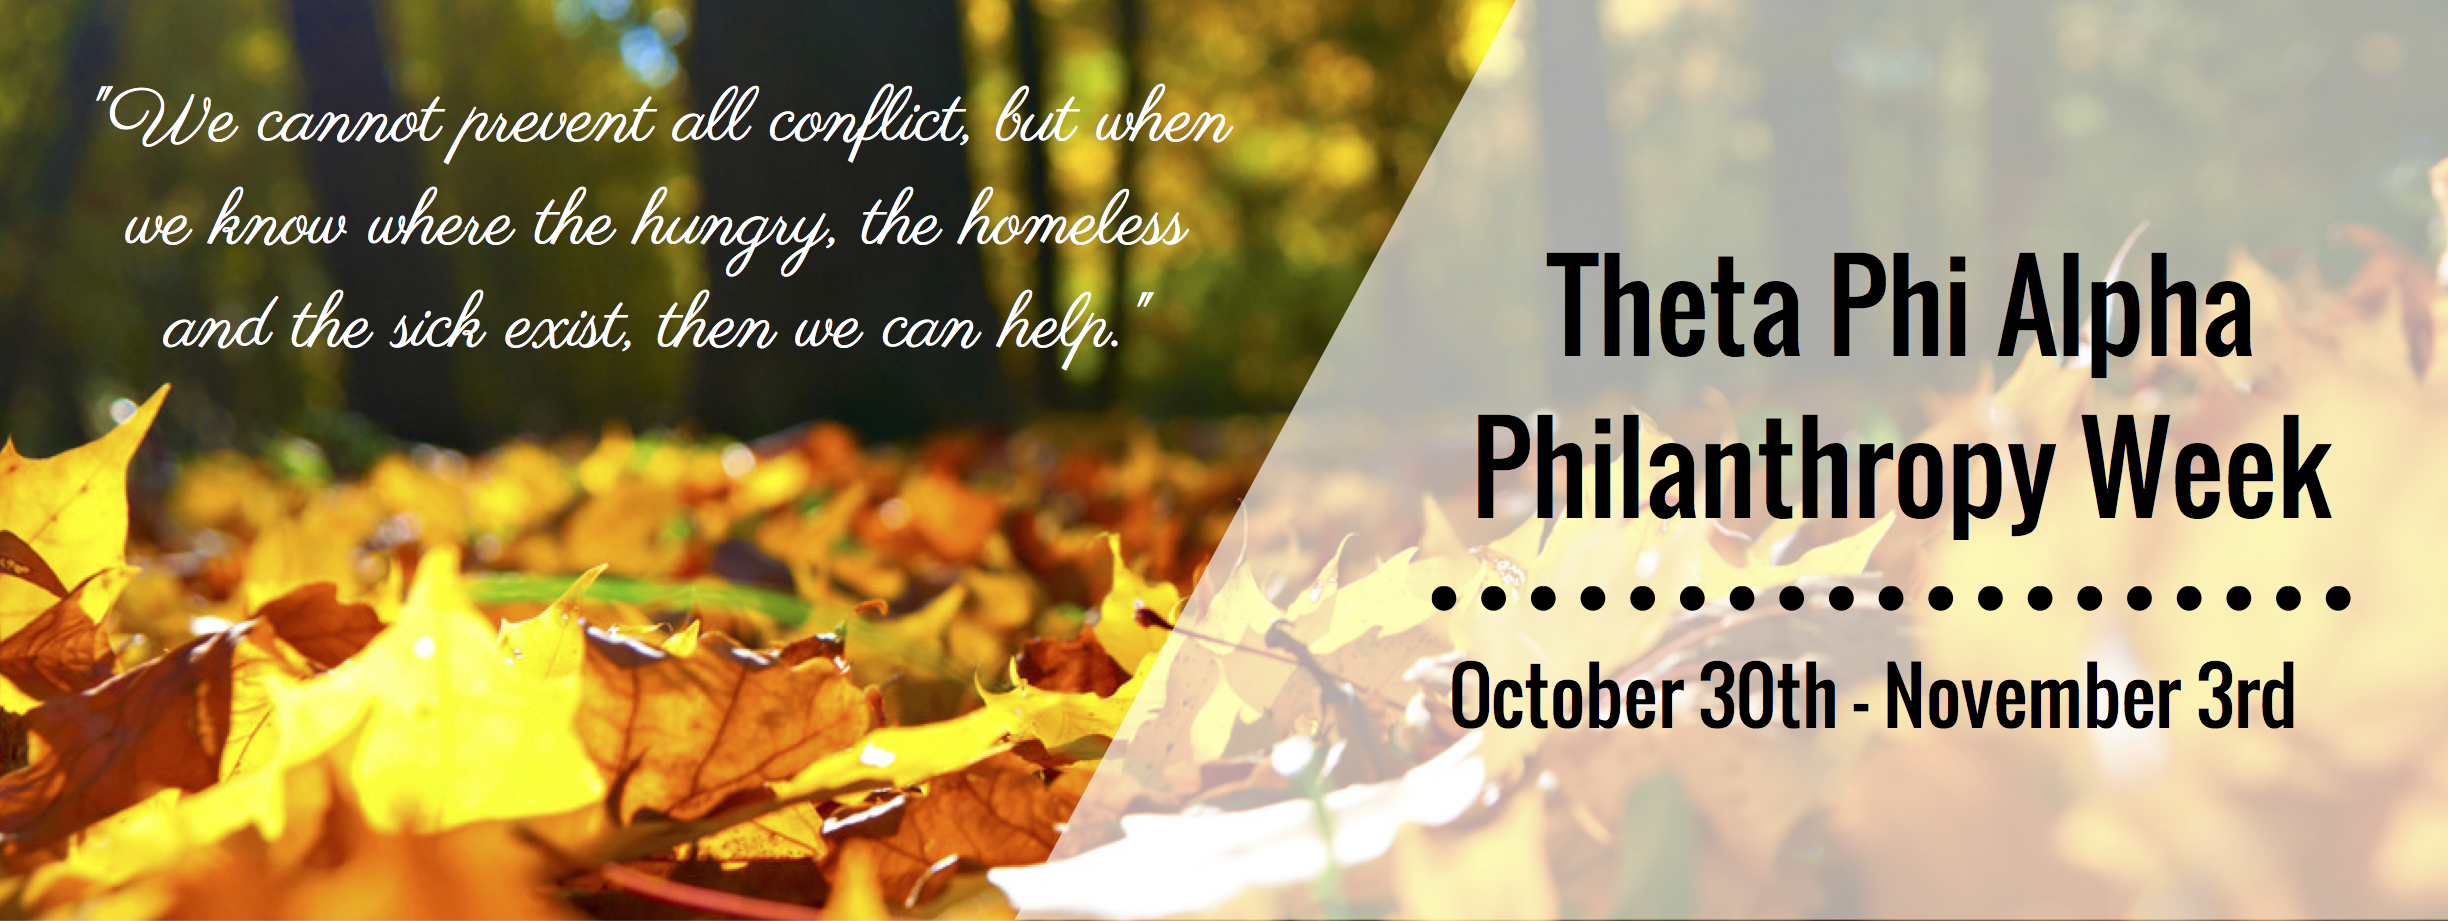 "We cannot prevent all conflict, but when
we know where the hungry, the homeless
and the sick exist, then we can help."
Theta Phi Alpha
Philanthropy Week
October 30th - November 3rd